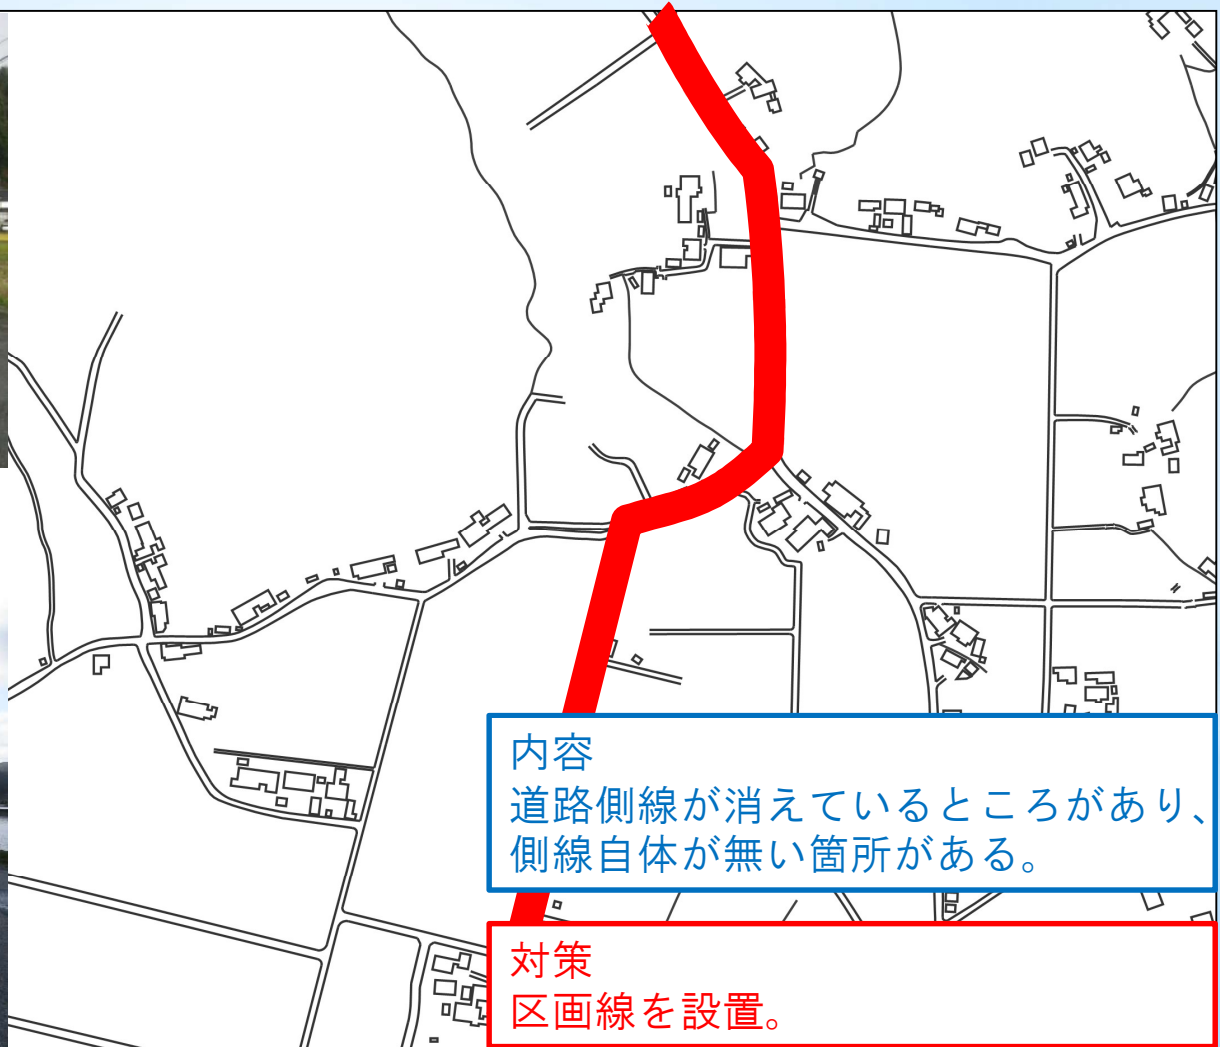 内容
道路側線が消えているところがあり、
側線自体が無い箇所がある。
対策
区画線を設置。